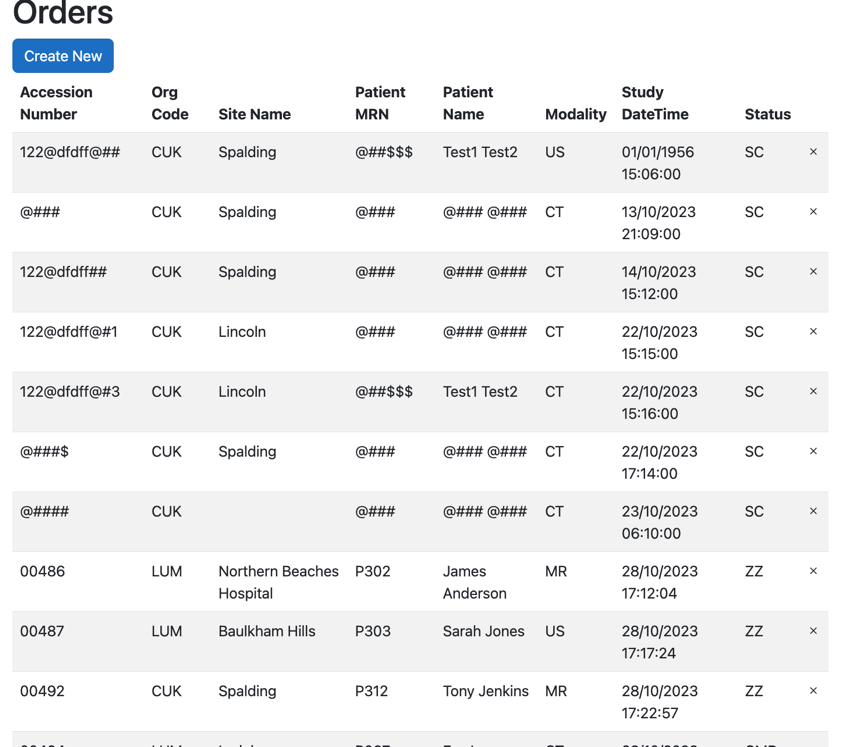 Orders
Create New
Accession Number Org Code Site Name Patient MRN Patient Name Modality Study DateTime Status
122@dfdff@## CUK Spalding @##$$$ Test1 Test2 US 01/01/1956 15:06:00 SC ×
@### CUK Spalding @### @### @### CT 13/10/2023 21:09:00 SC ×
122@dfdff## CUK Spalding @### @### @### CT 14/10/2023 15:12:00 SC ×
122@dfdff@#1 CUK Lincoln @### @### @### CT 22/10/2023 15:15:00 SC ×
122@dfdff@#3 CUK Lincoln @##$$$ Test1 Test2 CT 22/10/2023 15:16:00 SC ×
@###$ CUK Spalding @### @### @### CT 22/10/2023 17:14:00 SC ×
@#### CUK @### @### @### CT 23/10/2023 06:10:00 SC ×
00486 LUM Northern Beaches Hospital P302 James Anderson MR 28/10/2023 17:12:04 ZZ ×
00487 LUM Baulkham Hills P303 Sarah Jones US 28/10/2023 17:17:24 ZZ ×
00492 CUK Spalding P312 Tony Jenkins MR 28/10/2023 17:22:57 ZZ ×